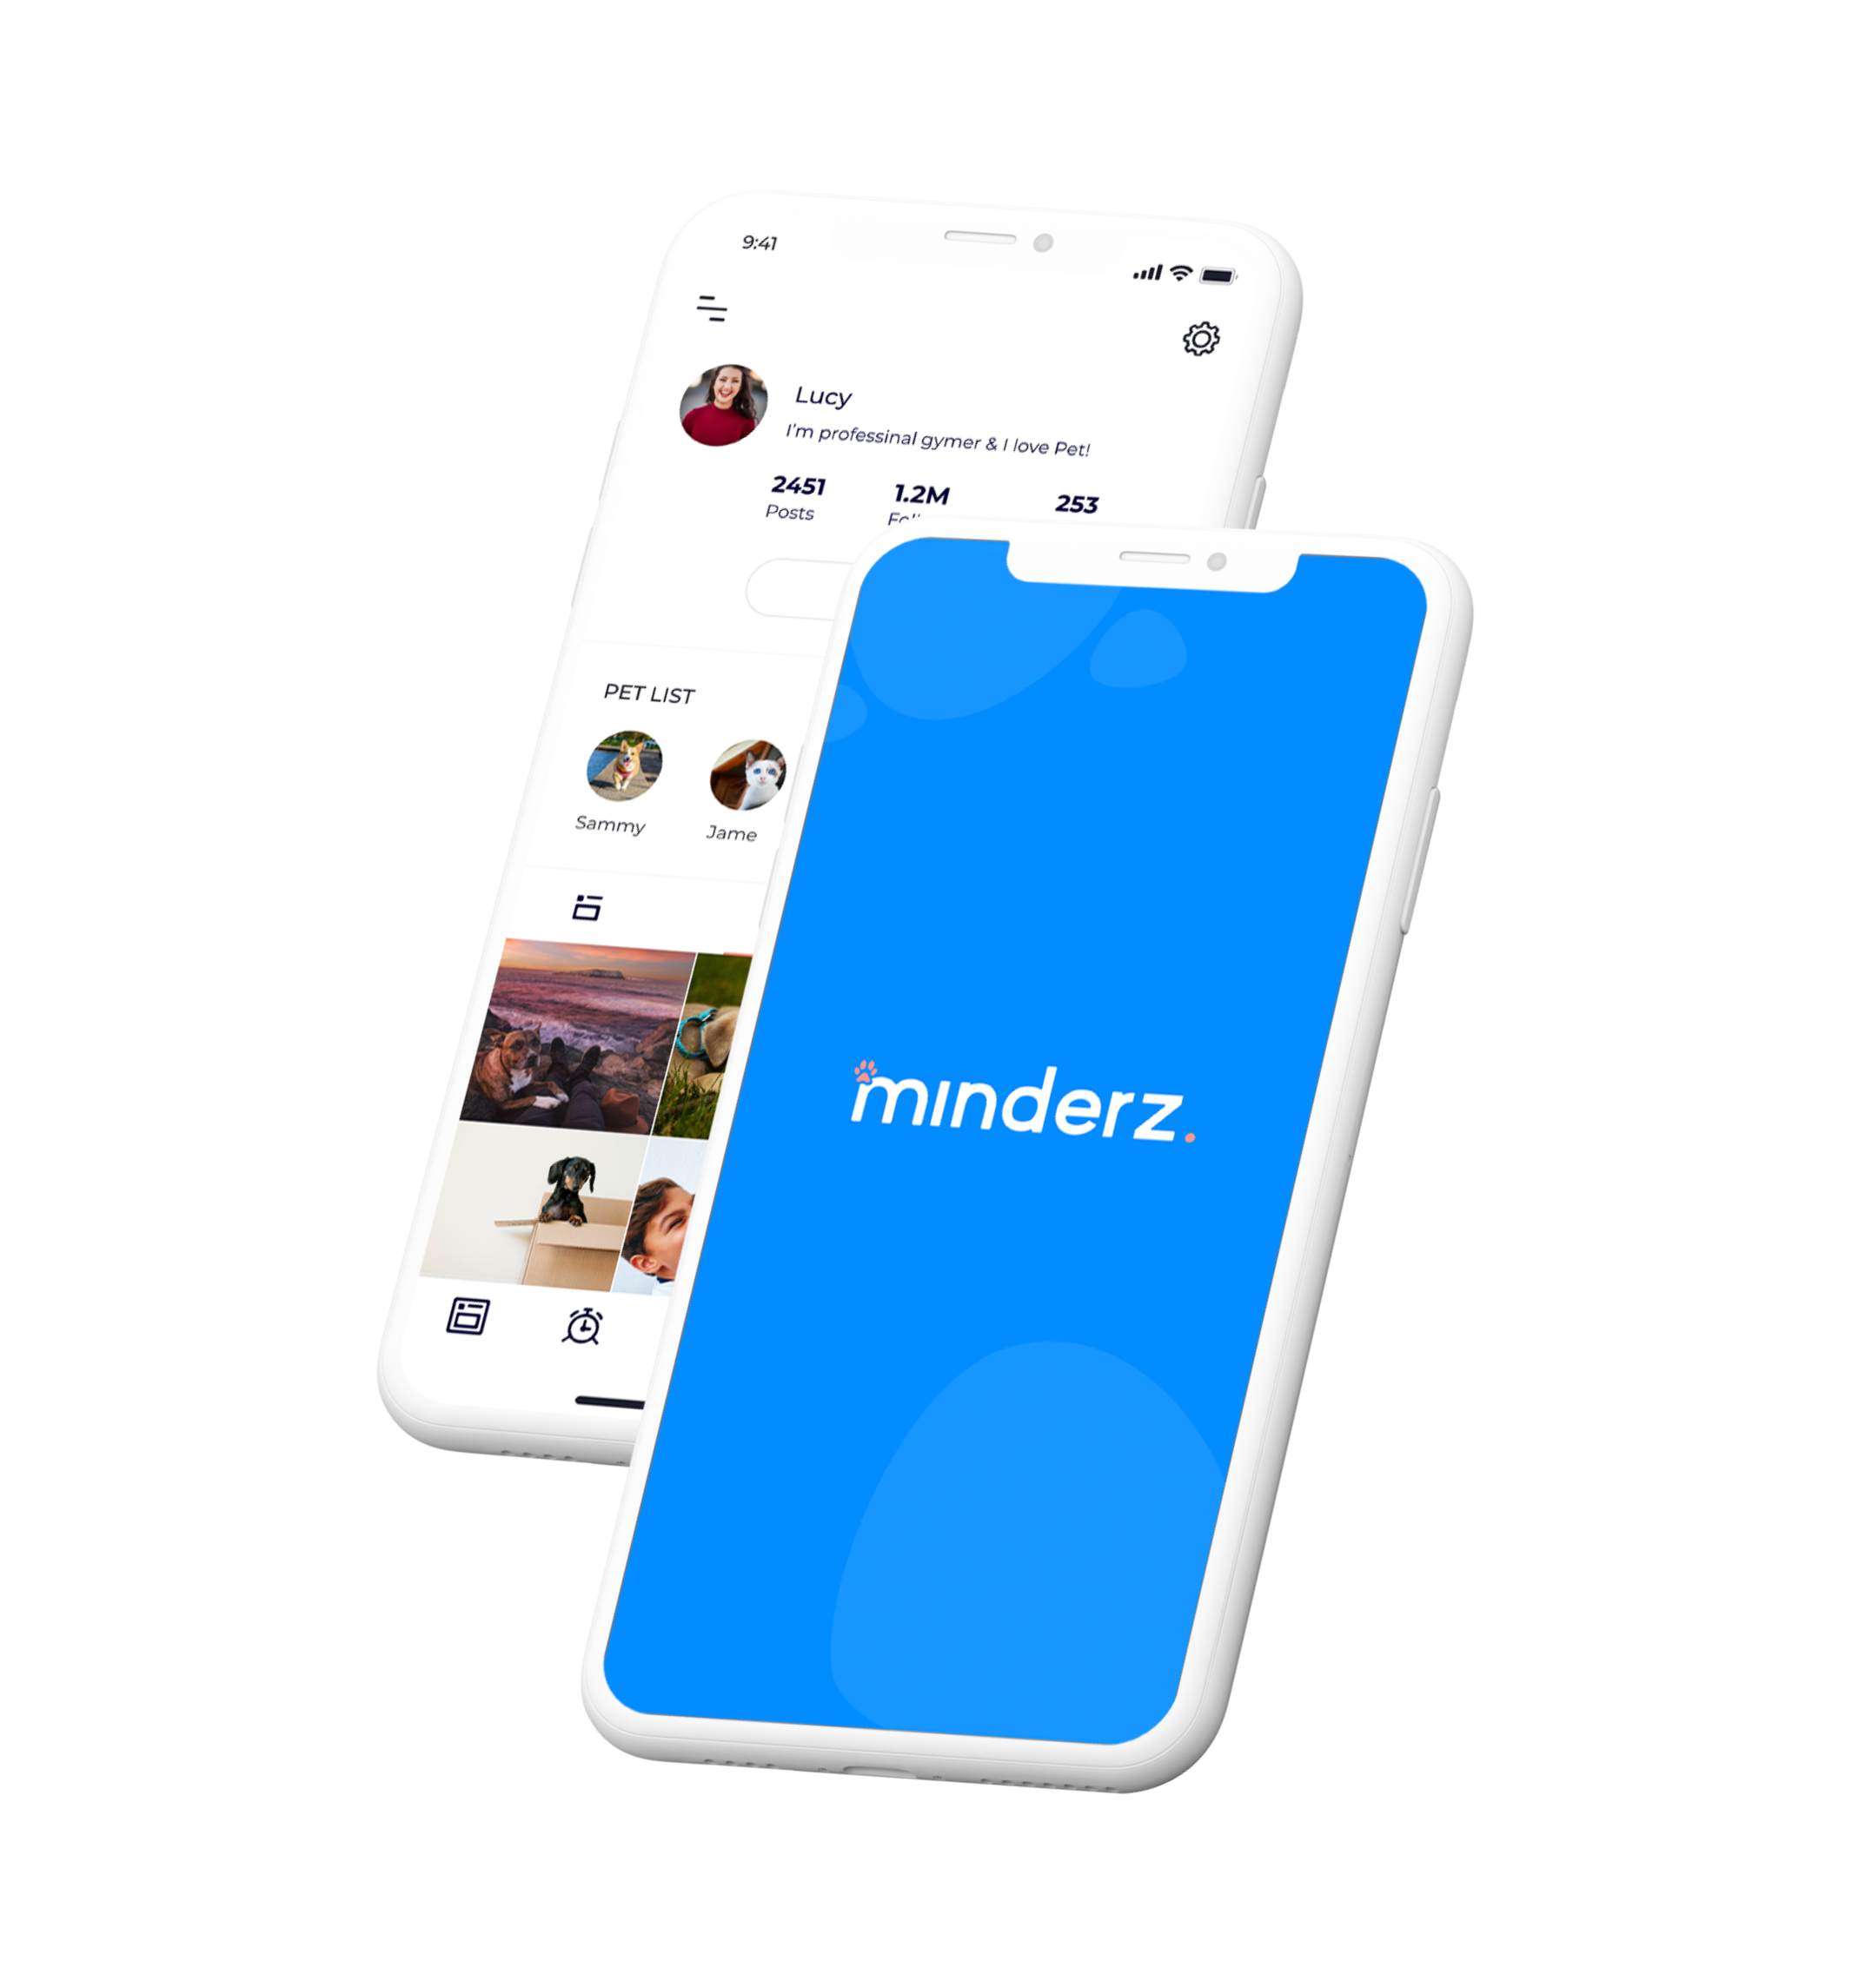 9:41
Lucy
I'm professinal gymer & I love Pet!
2451 1.2M 253
Posts
PET LIST
Sammy Jame
minderz.